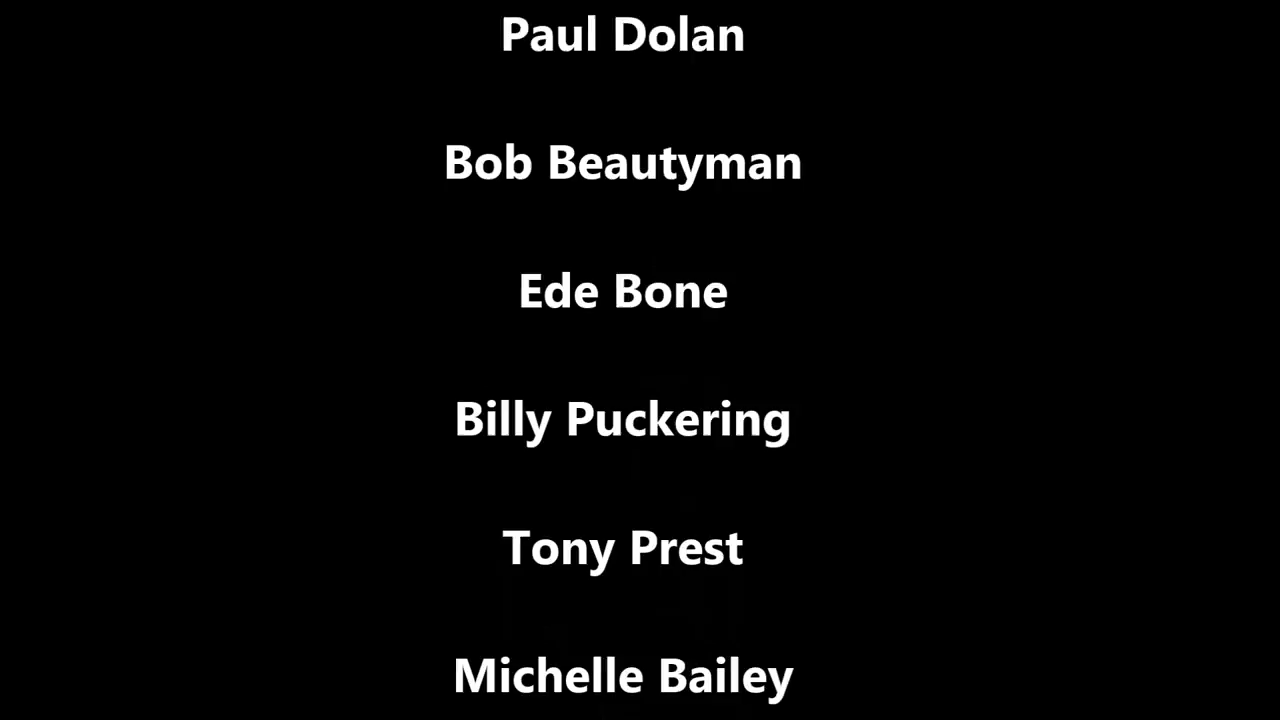 Paul Dolan
Bob Beautyman
Ede Bone
Billy Puckering
Tony Prest
Michelle Bailey